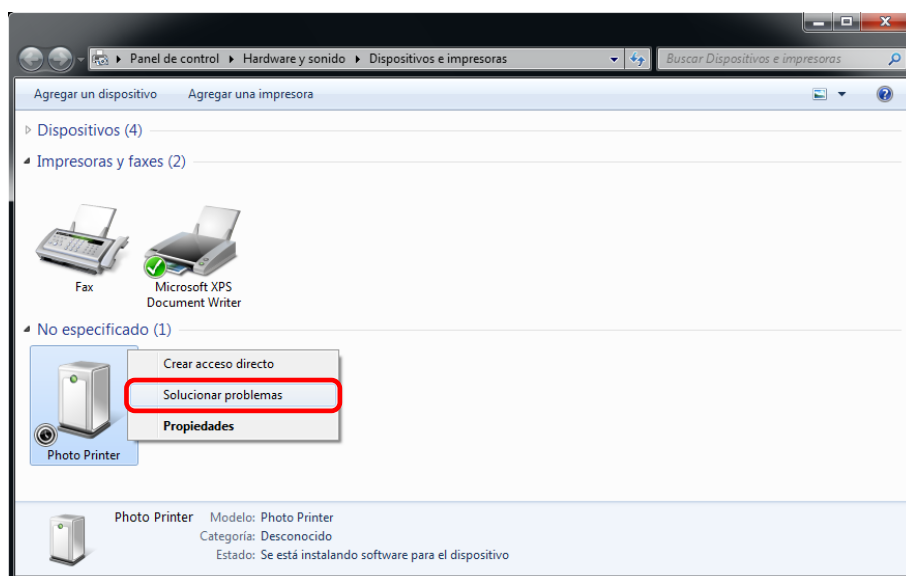 Panel de control ▸ Hardware y sonido ▸ Dispositivos e impresoras
Buscar Dispositivos e impresoras
Agregar un dispositivo Agregar una impresora
Dispositivos (4)
Impresoras y faxes (2)
Fax
Microsoft XPS
Document Writer
No especificado (1)
Crear acceso directo
Solucionar problemas
Propiedades
Photo Printer
Photo Printer Modelo: Photo Printer
Categoría: Desconocido
Estado: Se está instalando software para el dispositivo